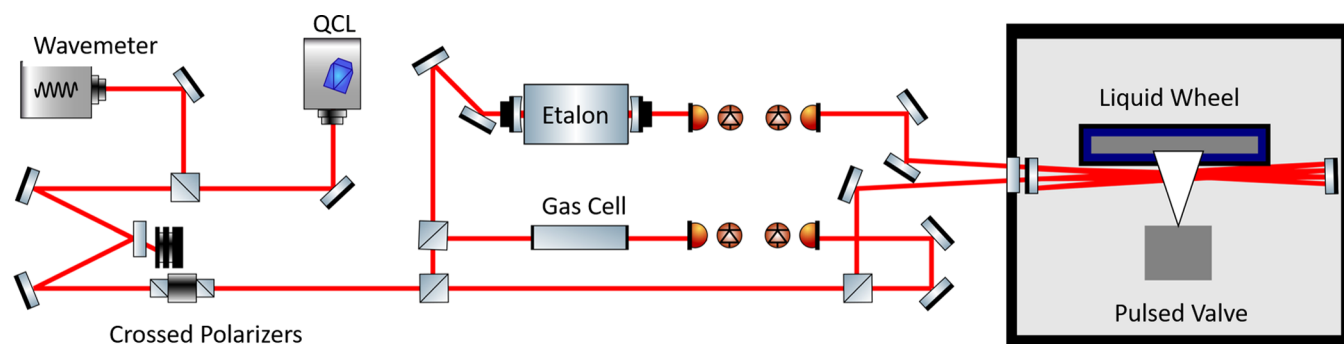 QCL
Wavemeter
Etalon
Liquid Wheel
Gas Cell
Pulsed Valve
Crossed Polarizers